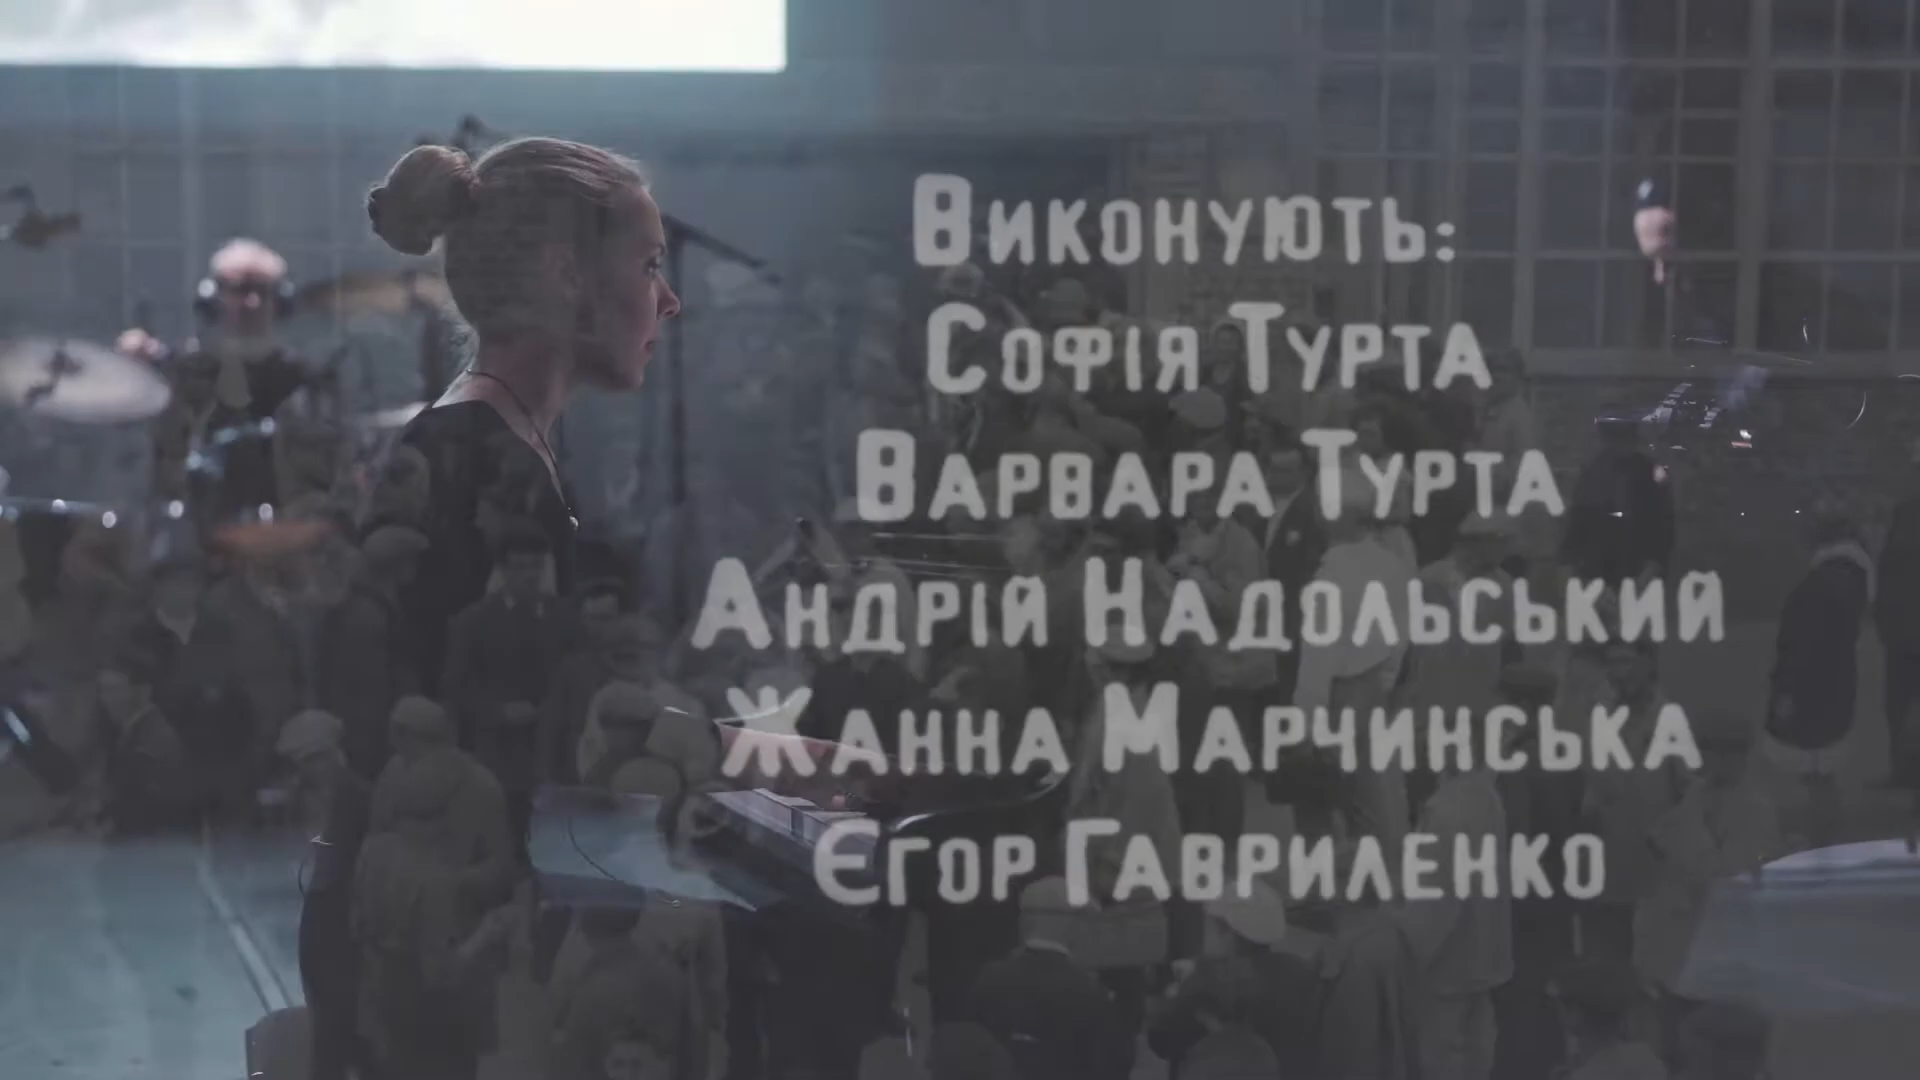 Виконують:
Софія Турта
Варвара Турта
Андрій Надольський
Жанна Марчинська
Єгор Гавриленко